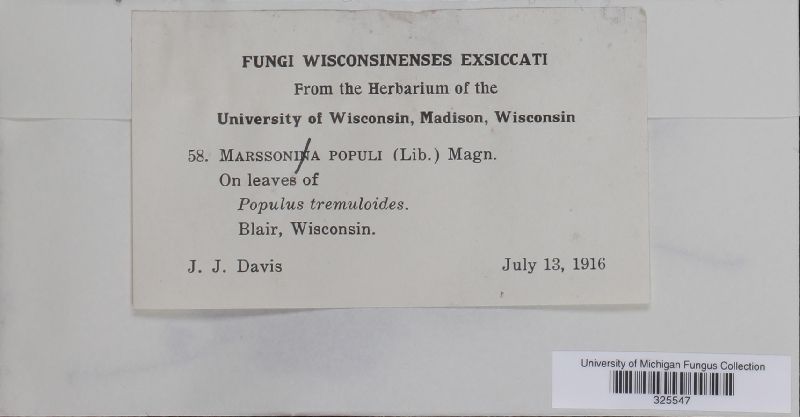 FUNGI WISCONSINENSES EXSICCATI
From the Herbarium of the
University of Wisconsin, Madison, Wisconsin
58. MARSSONINA POPULI (Lib.) Magn.
On leaves of
Populus tremuloides.
Blair, Wisconsin.
J. J. Davis July 13, 1916
University of Michigan Fungus Collection
325547